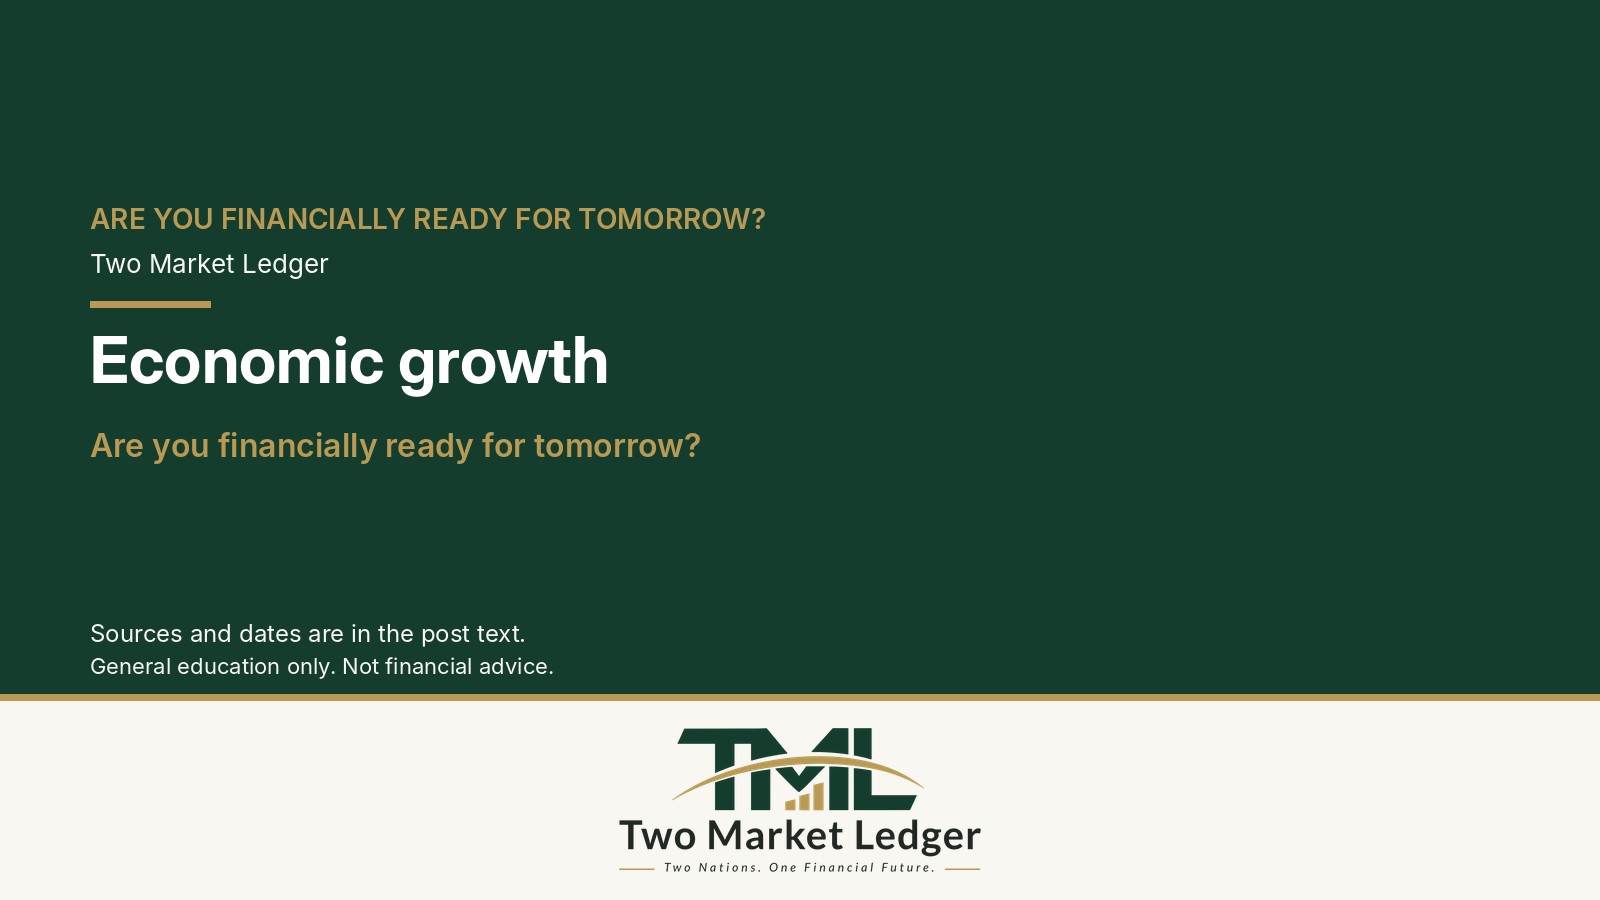 ARE YOU FINANCIALLY READY FOR TOMORROW?
Two Market Ledger
Economic growth
Are you financially ready for tomorrow?
Sources and dates are in the post text.
General education only. Not financial advice.
TML
Two Market Ledger
Two Nations. One Financial Future.